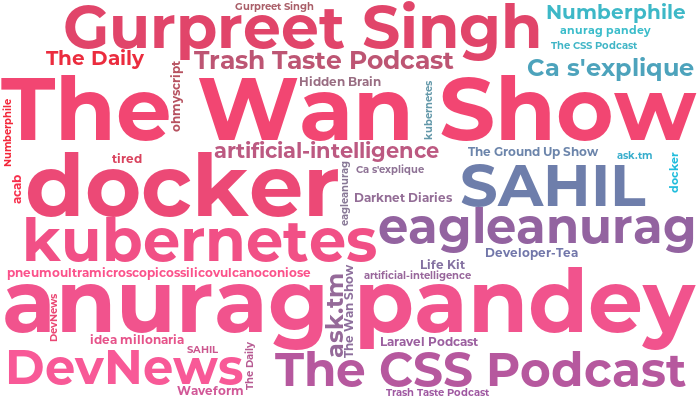 Gurpreet Singh
Gurpreet Singh
Numberphile
anurag pandey
The CSS Podcast
The Daily
Trash Taste Podcast
Ca s'explique
ohmyscript
Hidden Brain
The Wan Show
kubernetes
Numberphile
artificial-intelligence
The Ground Up Show
ask.tm
docker
tired
docker
acab
eagleanurag
Ca s'explique
SAHIL
Darknet Diaries
eagleanurag
kubernetes
Developer-Tea
Life Kit
pneumoultramicroscopicossilicovulcanoconiose
artificial-intelligence
anurag pandey
DevNews
ask.tm
The Wan Show
idea millonaria
Laravel Podcast
SAHIL
The Daily
DevNews
The CSS Podcast
Waveform
Trash Taste Podcast